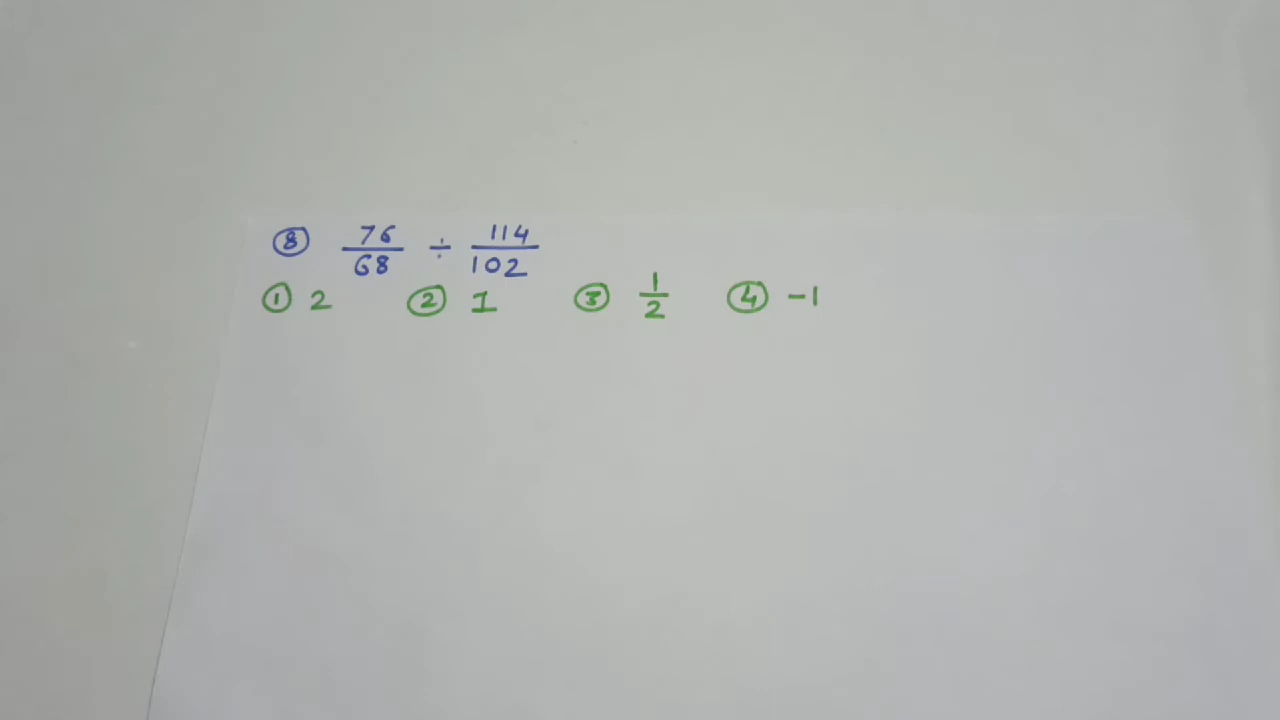 ⑧ 76/68 ÷ 114/102
① 2 ② 1 ③ 1/2 ④ -1